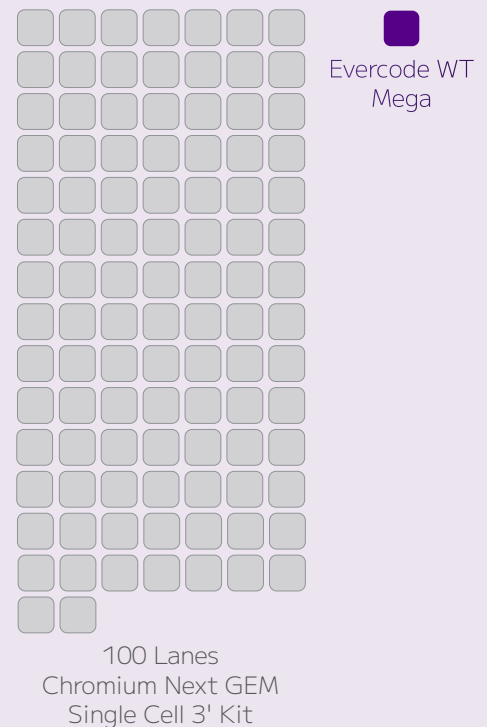 Evercode WT
Mega
100 Lanes
Chromium Next GEM
Single Cell 3' Kit